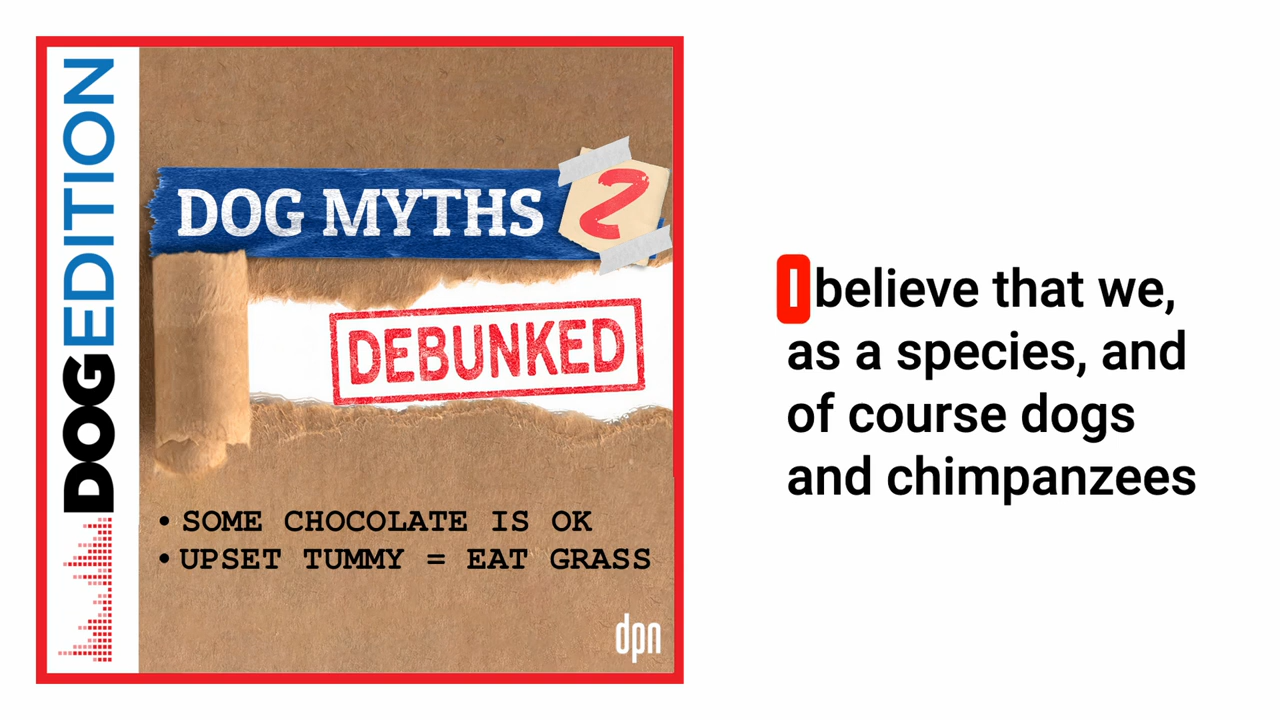 DOGEDITION
DOG MYTHS 2
DEBUNKED
• SOME CHOCOLATE IS OK
• UPSET TUMMY = EAT GRASS
dpn
I believe that we,
as a species, and
of course dogs
and chimpanzees